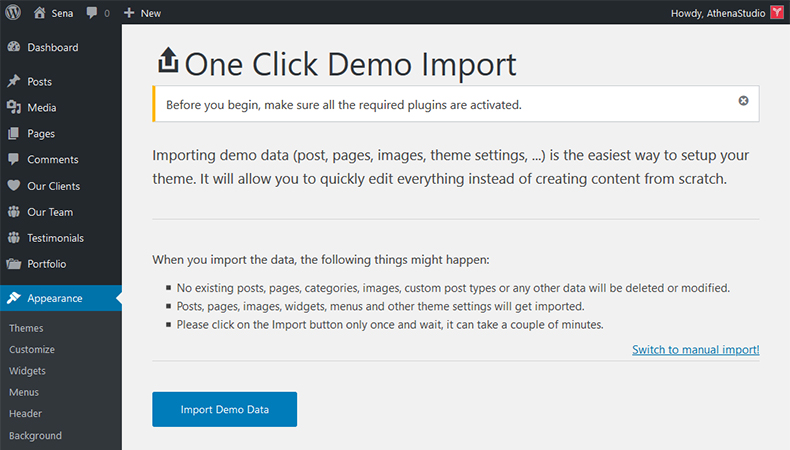 Sena 0 New Howdy, AthenaStudio
Dashboard
Posts
Media
Pages
Comments
Our Clients
Our Team
Testimonials
Portfolio
Appearance
Themes
Customize
Widgets
Menus
Header
Background
One Click Demo Import
Before you begin, make sure all the required plugins are activated.
Importing demo data (post, pages, images, theme settings, ...) is the easiest way to setup your
theme. It will allow you to quickly edit everything instead of creating content from scratch.
When you import the data, the following things might happen:
No existing posts, pages, categories, images, custom post types or any other data will be deleted or modified.
Posts, pages, images, widgets, menus and other theme settings will get imported.
Please click on the Import button only once and wait, it can take a couple of minutes.
Switch to manual import!
Import Demo Data